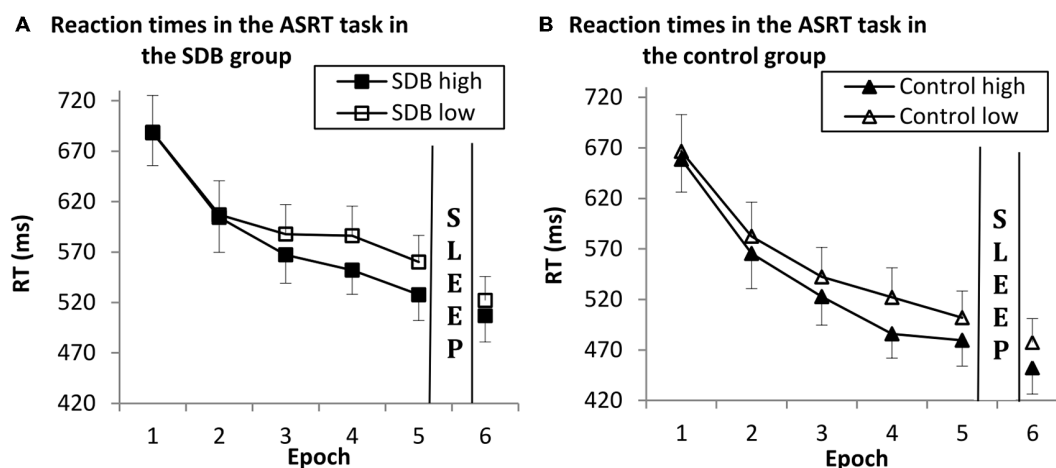 A Reaction times in the ASRT task in
the SDB group
SDB high
SDB low
720
670
620
570
520
470
420
RT (ms)
SLEEP
1 2 3 4 5 6
Epoch
B Reaction times in the ASRT task in
the control group
Control high
Control low
720
670
620
570
520
470
420
RT (ms)
SLEEP
1 2 3 4 5 6
Epoch